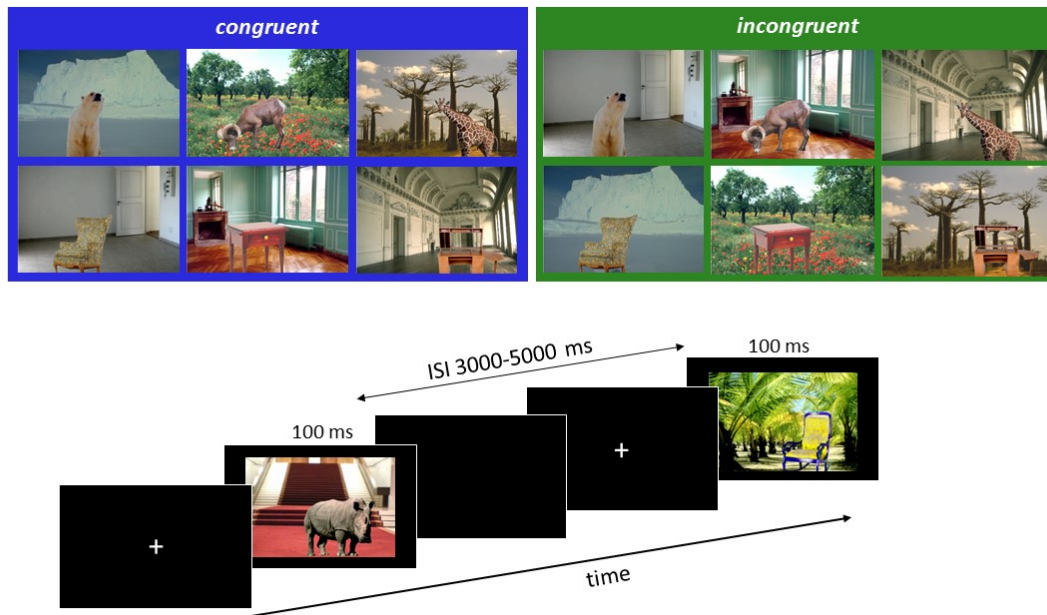 congruent
incongruent
ISI 3000-5000 ms
100 ms
100 ms
time